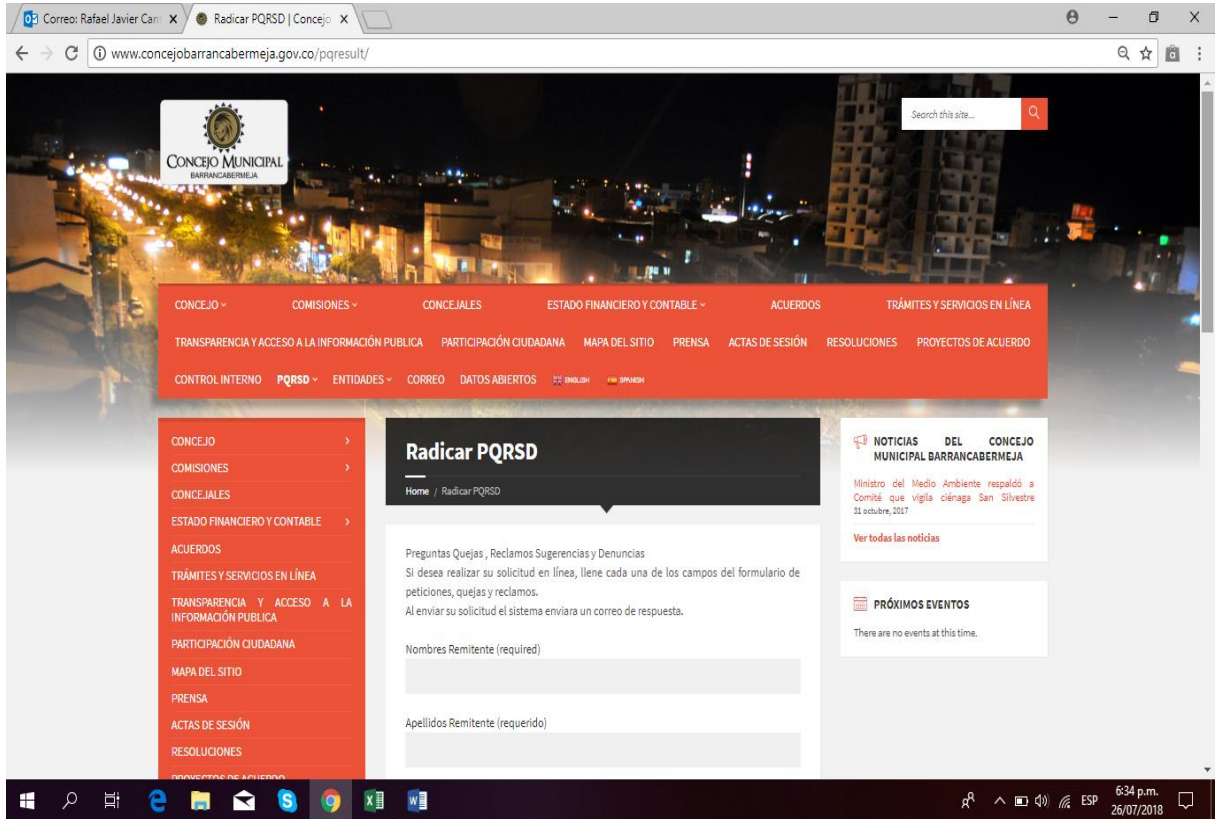 Correo: Rafael Javier Can
Radicar PQRSD | Concejo
www.concejobarrancabermeja.gov.co/pqresult/
CONCEJO MUNICIPAL
BARRANCABERMEJA
Search this site...
CONCEJO COMISIONES CONCEJALES ESTADO FINANCIERO Y CONTABLE ACUERDOS TRÁMITES Y SERVICIOS EN LÍNEA
TRANSPARENCIA Y ACCESO A LA INFORMACIÓN PUBLICA PARTICIPACIÓN CIUDADANA MAPA DEL SITIO PRENSA ACTAS DE SESIÓN RESOLUCIONES PROYECTOS DE ACUERDO
CONTROL INTERNO PQRSD ENTIDADES CORREO DATOS ABIERTOS ENGLISH SPANISH
CONCEJO
COMISIONES
CONCEJALES
ESTADO FINANCIERO Y CONTABLE
ACUERDOS
TRÁMITES Y SERVICIOS EN LÍNEA
TRANSPARENCIA Y ACCESO A LA
INFORMACIÓN PUBLICA
PARTICIPACIÓN CIUDADANA
MAPA DEL SITIO
PRENSA
ACTAS DE SESIÓN
RESOLUCIONES
PROYECTOS DE ACUERDO
Radicar PQRSD
Home / Radicar PQRSD
Preguntas Quejas , Reclamos Sugerencias y Denuncias
Si desea realizar su solicitud en línea, llene cada una de los campos del formulario de
peticiones, quejas y reclamos.
Al enviar su solicitud el sistema enviara un correo de respuesta.
Nombres Remitente (required)
Apellidos Remitente (requerido)
NOTICIAS DEL CONCEJO
MUNICIPAL BARRANCABERMEJA
Ministro del Medio Ambiente respaldó a
Comité que vigila ciénaga San Silvestre
31 octubre, 2017
Ver todas las noticias
PRÓXIMOS EVENTOS
There are no events at this time.
ESP
6:34 p.m.
26/07/2018